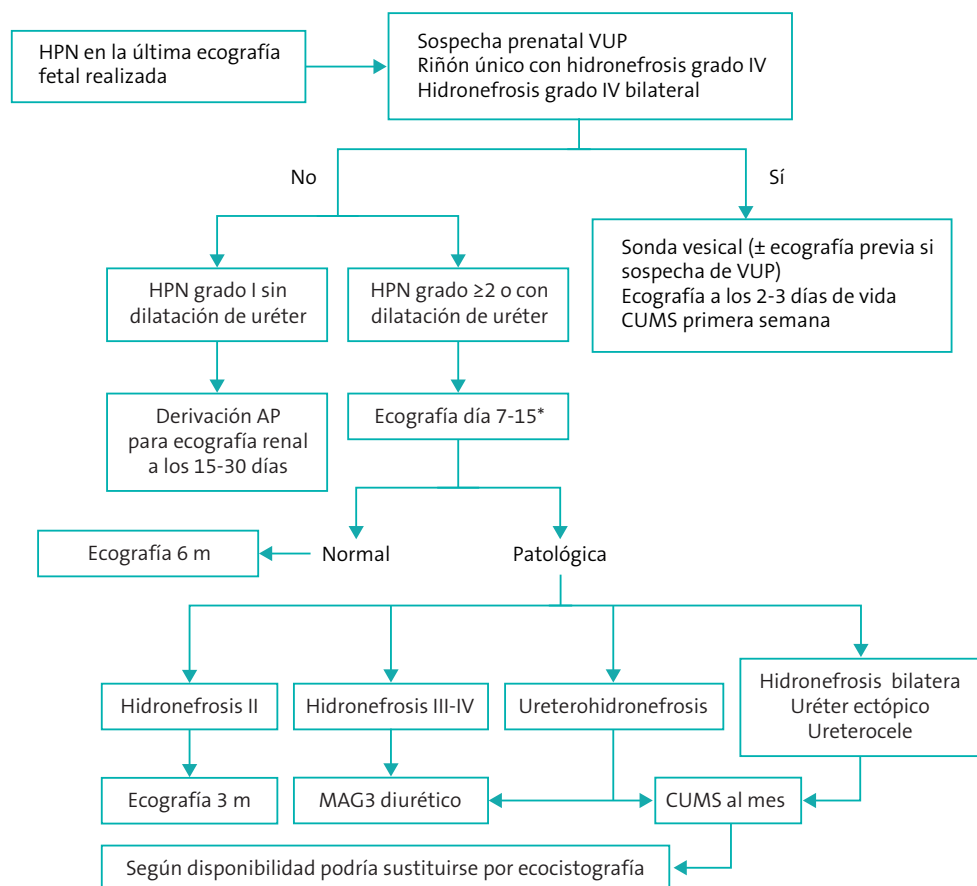 HPN en la última ecografía
fetal realizada
Sospecha prenatal VUP
Riñón único con hidronefrosis grado IV
Hidronefrosis grado IV bilateral
No
Sí
HPN grado I sin
dilatación de uréter
HPN grado ≥2 o con
dilatación de uréter
Sonda vesical (± ecografía previa si
sospecha de VUP)
Ecografía a los 2-3 días de vida
CUMS primera semana
Derivación AP
para ecografía renal
a los 15-30 días
Ecografía día 7-15*
Ecografía 6 m
Normal
Patológica
Hidronefrosis II
Hidronefrosis III-IV
Ureterohidronefrosis
Hidronefrosis bilatera
Uréter ectópico
Ureterocele
Ecografía 3 m
MAG3 diurético
CUMS al mes
Según disponibilidad podría sustituirse por ecocistografía